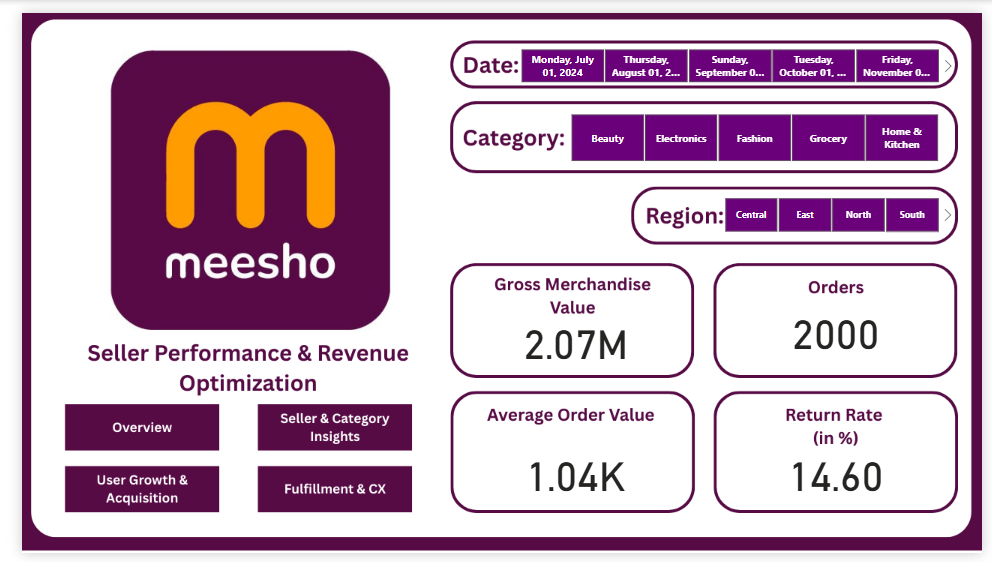 meesho
Seller Performance & Revenue
Optimization
Overview
Seller & Category
Insights
User Growth &
Acquisition
Fulfillment & CX
Date:
Monday, July
01, 2024
Thursday,
August 01, 2...
Sunday,
September 0...
Tuesday,
October 01, ...
Friday,
November 0...
Category:
Beauty
Electronics
Fashion
Grocery
Home &
Kitchen
Region:
Central
East
North
South
Gross Merchandise
Value
2.07M
Orders
2000
Average Order Value
1.04K
Return Rate
(in %)
14.60